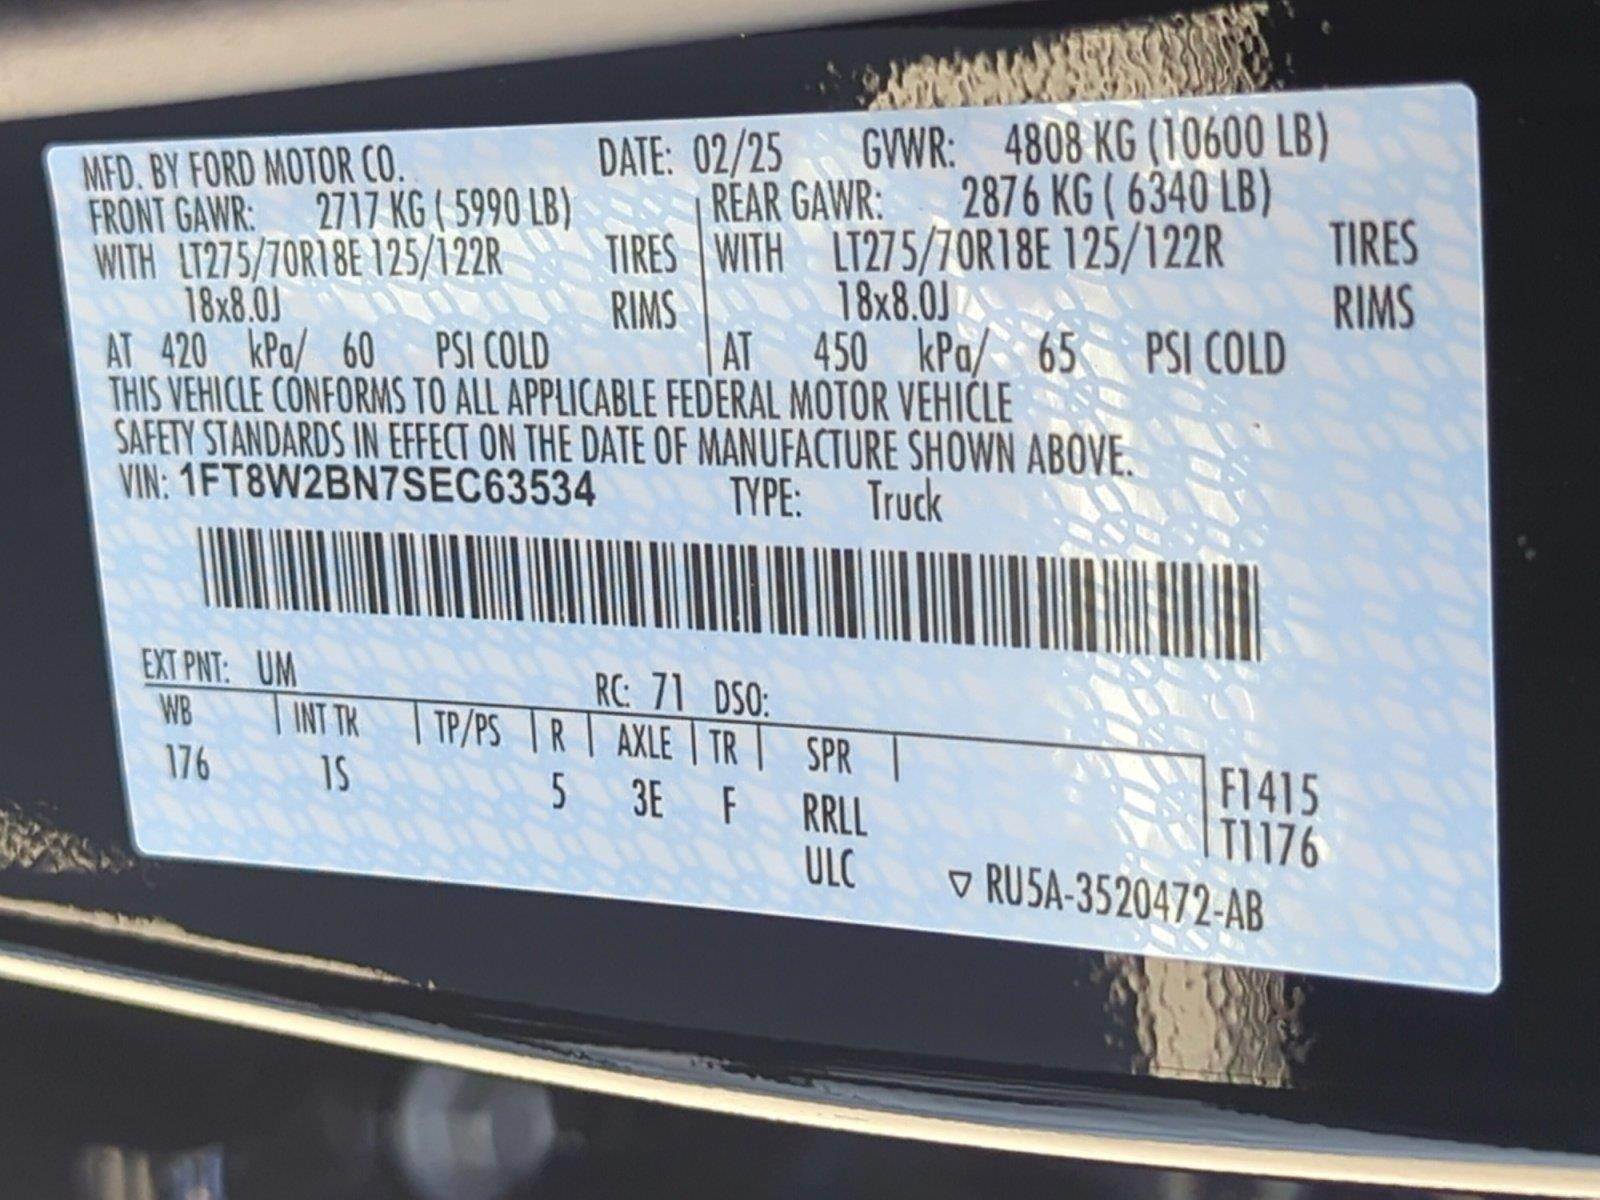 MFD. BY FORD MOTOR CO. DATE: 02/25 GVWR: 4808 KG (10600 LB)
FRONT GAWR: 2717 KG ( 5990 LB) REAR GAWR: 2876 KG ( 6340 LB)
WITH LT275/70R18E 125/122R TIRES WITH LT275/70R18E 125/122R TIRES
18x8.0J RIMS 18x8.0J RIMS
AT 420 kPa/ 60 PSI COLD AT 450 kPa/ 65 PSI COLD
THIS VEHICLE CONFORMS TO ALL APPLICABLE FEDERAL MOTOR VEHICLE
SAFETY STANDARDS IN EFFECT ON THE DATE OF MANUFACTURE SHOWN ABOVE.
VIN: 1FT8W2BN7SEC63534 TYPE: Truck
EXT PNT: UM RC: 71 DSO:
WB | INT TK | TP/PS | R | AXLE | TR | SPR | F1415
176 1S 5 3E F RRLL T1176
ULC ▽ RU5A-3520472-AB